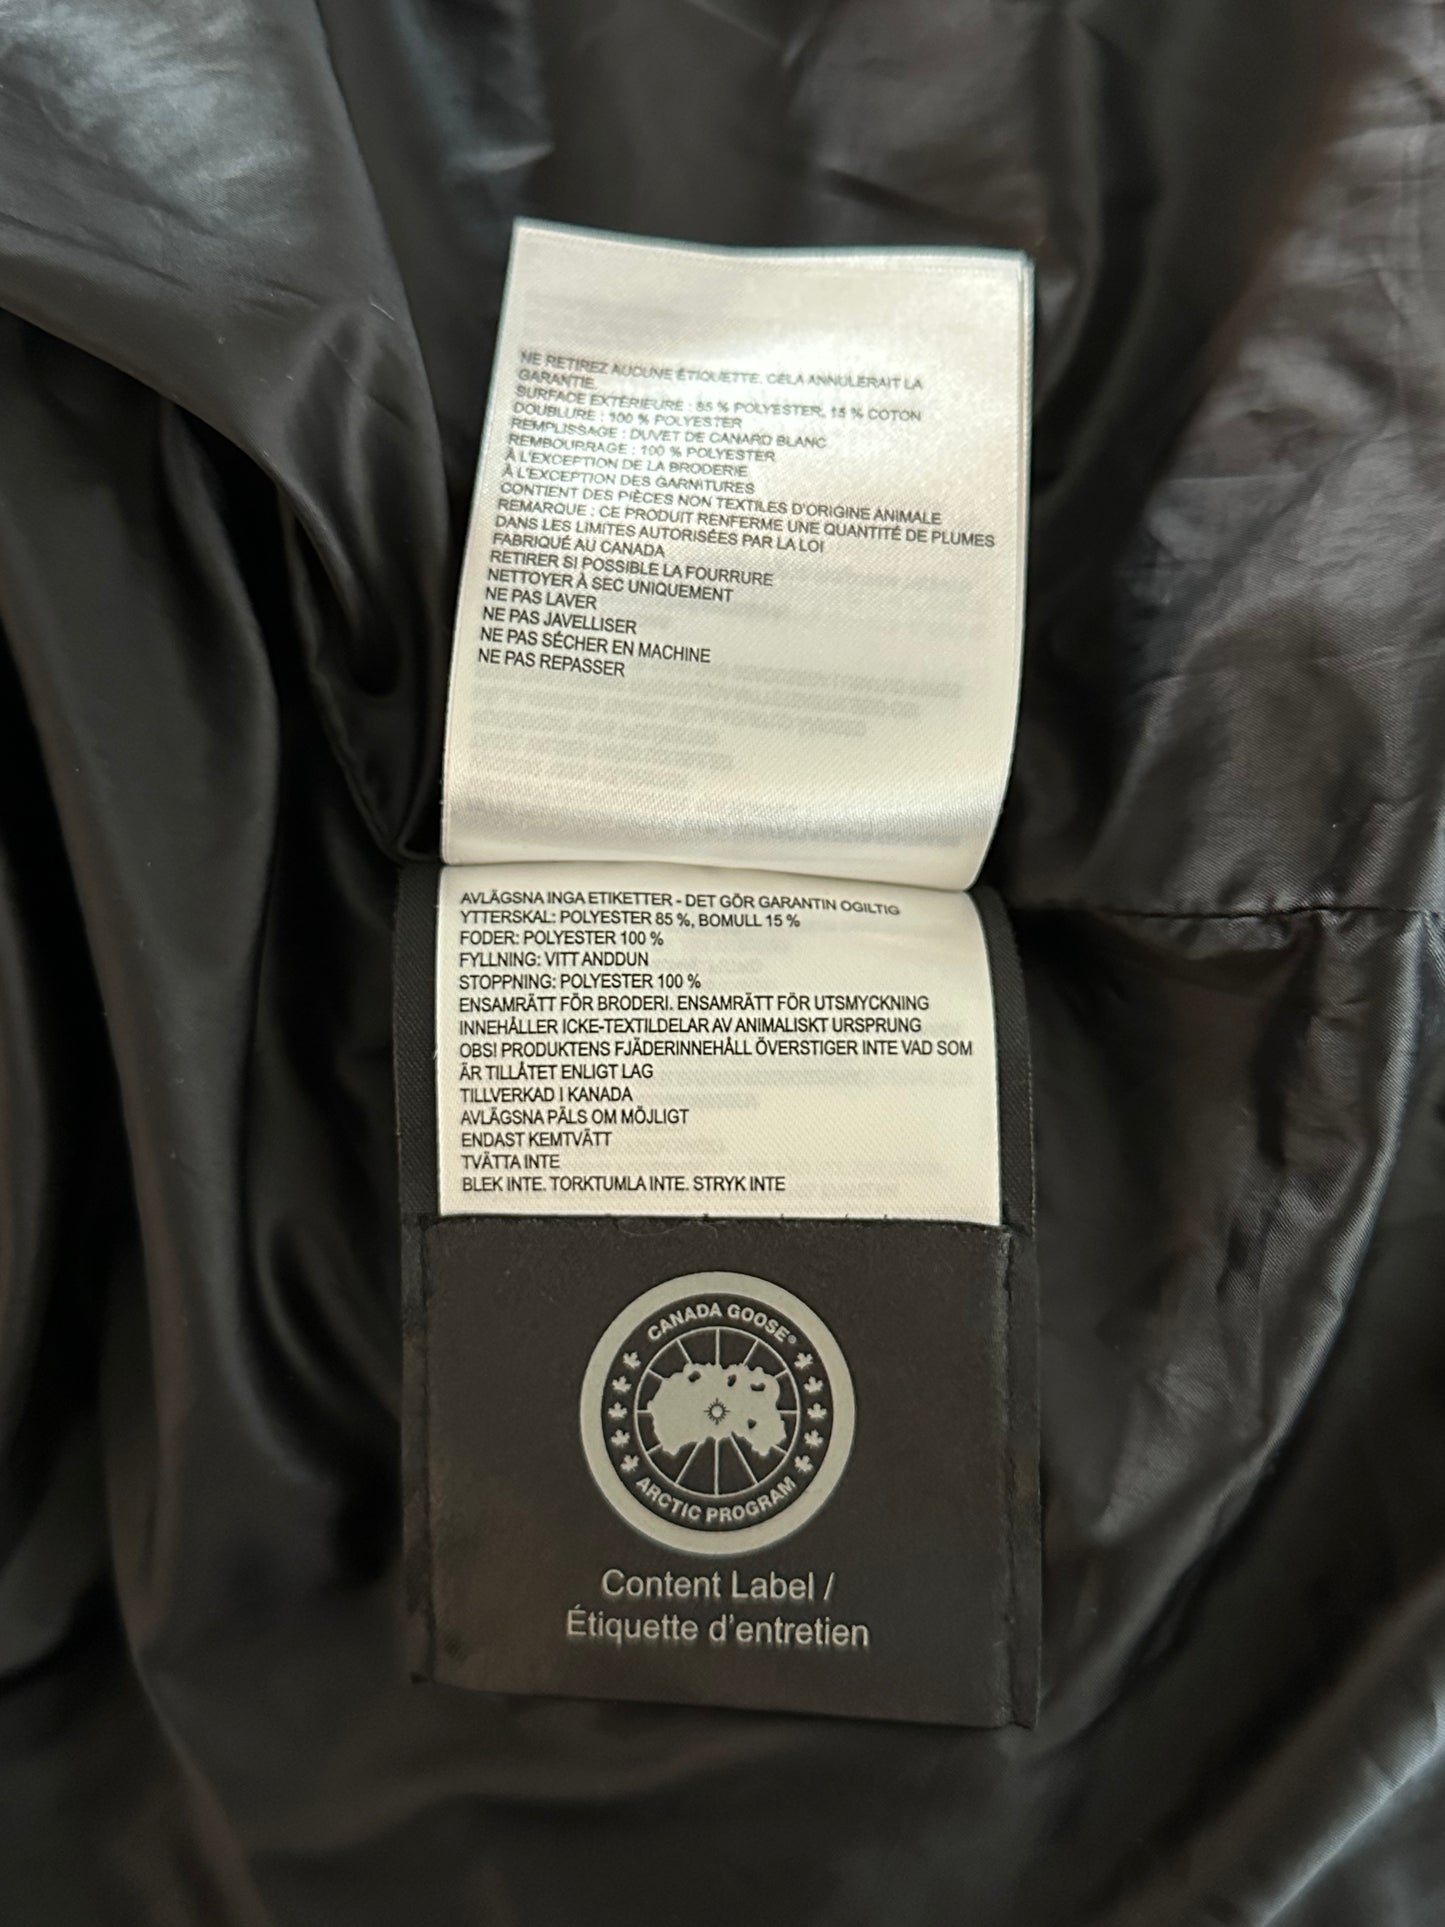 NE RETIREZ AUCUNE ÉTIQUETTE. CELA ANNULERAIT LA
GARANTIE.
SURFACE EXTÉRIEURE : 85 % POLYESTER, 15 % COTON
DOUBLURE : 100 % POLYESTER
REMPLISSAGE : DUVET DE CANARD BLANC
REMBOURRAGE : 100 % POLYESTER
À L'EXCEPTION DE LA BRODERIE
À L'EXCEPTION DES GARNITURES
CONTIENT DES PIÈCES NON TEXTILES D'ORIGINE ANIMALE
REMARQUE : CE PRODUIT RENFERME UNE QUANTITÉ DE PLUMES
DANS LES LIMITES AUTORISÉES PAR LA LOI
FABRIQUÉ AU CANADA
RETIRER SI POSSIBLE LA FOURRURE
NETTOYER À SEC UNIQUEMENT
NE PAS LAVER
NE PAS JAVELLISER
NE PAS SÉCHER EN MACHINE
NE PAS REPASSER
AVLÄGSNA INGA ETIKETTER - DET GÖR GARANTIN OGILTIG
YTTERSKAL: POLYESTER 85 %, BOMULL 15 %
FODER: POLYESTER 100 %
FYLLNING: VITT ANDDUN
STOPPNING: POLYESTER 100 %
ENSAMRÄTT FÖR BRODERI. ENSAMRÄTT FÖR UTSMYCKNING
INNEHÅLLER ICKE-TEXTILDELAR AV ANIMALISKT URSPRUNG
OBS! PRODUKTENS FJÄDERINNEHÅLL ÖVERSTIGER INTE VAD SOM
ÄR TILLÅTET ENLIGT LAG
TILLVERKAD I KANADA
AVLÄGSNA PÄLS OM MÖJLIGT
ENDAST KEMTVÄTT
TVÄTTA INTE
BLEK INTE. TORKTUMLA INTE. STRYK INTE
CANADA GOOSE®
ARCTIC PROGRAM
Content Label /
Étiquette d'entretien